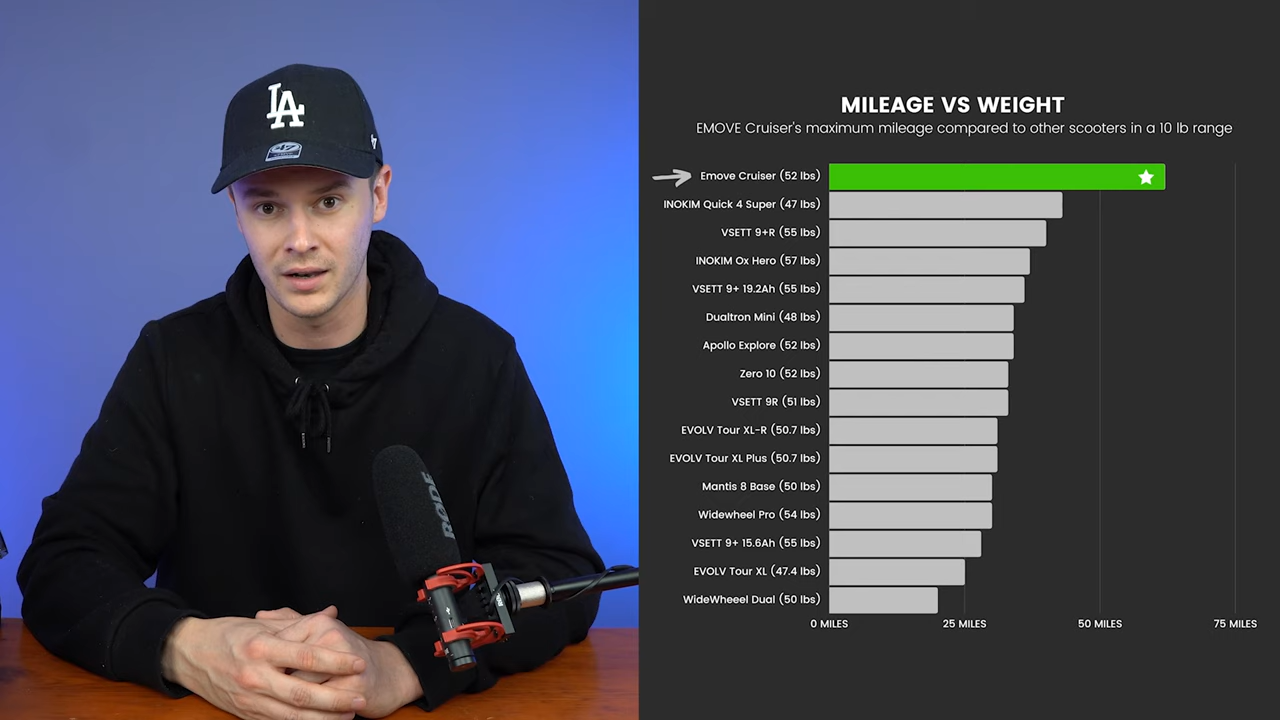 LA
'47
RØDE
MILEAGE VS WEIGHT
EMOVE Cruiser's maximum mileage compared to other scooters in a 10 lb range
Emove Cruiser (52 lbs)
INOKIM Quick 4 Super (47 lbs)
VSETT 9+R (55 lbs)
INOKIM Ox Hero (57 lbs)
VSETT 9+ 19.2Ah (55 lbs)
Dualtron Mini (48 lbs)
Apollo Explore (52 lbs)
Zero 10 (52 lbs)
VSETT 9R (51 lbs)
EVOLV Tour XL-R (50.7 lbs)
EVOLV Tour XL Plus (50.7 lbs)
Mantis 8 Base (50 lbs)
Widewheel Pro (54 lbs)
VSETT 9+ 15.6Ah (55 lbs)
EVOLV Tour XL (47.4 lbs)
WideWheeel Dual (50 lbs)
0 MILES 25 MILES 50 MILES 75 MILES